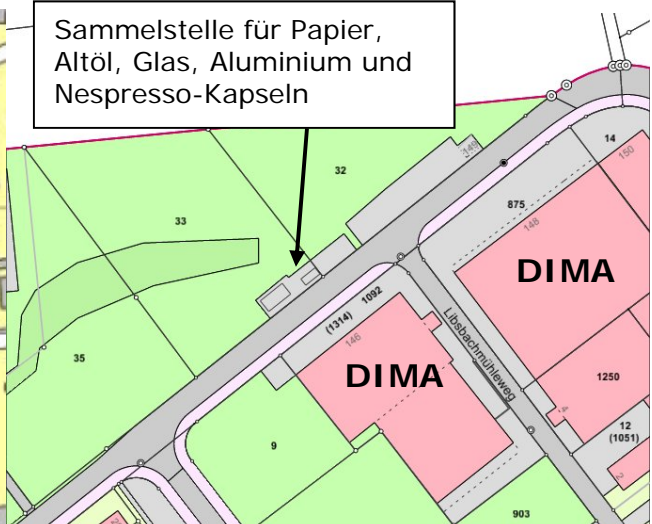 Sammelstelle für Papier,
Altöl, Glas, Aluminium und
Nespresso-Kapseln
14
150
149
32
875
148
33
DIMA
1092
(1314)
146
Libsbachmühleweg
35
DIMA
1250
12
(1051)
9
903
2